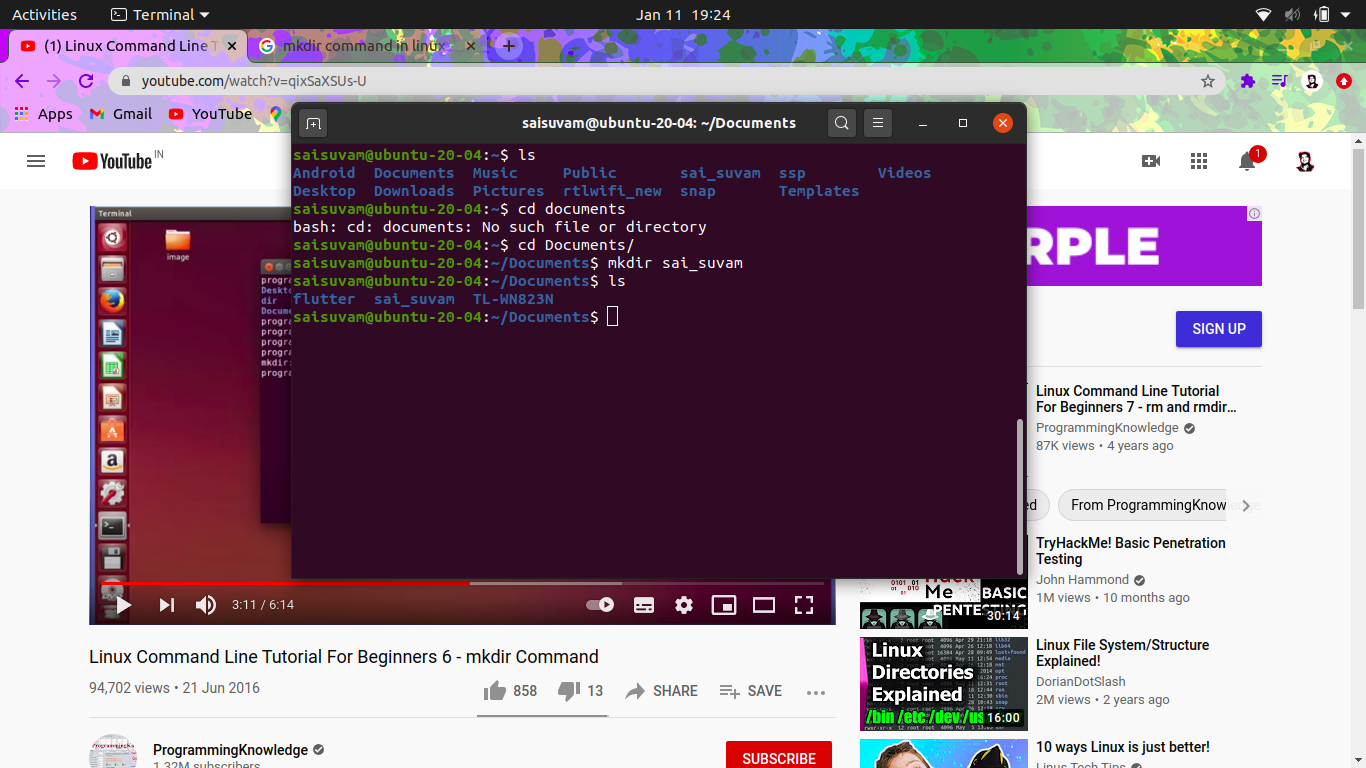 Activities Terminal Jan 11 19:24
(1) Linux Command Line T mkdir command in linux
youtube.com/watch?v=qixSaXSUs-U
Apps Gmail YouTube
saisuvam@ubuntu-20-04: ~/Documents
saisuvam@ubuntu-20-04:~$ ls
Android Documents Music Public sai_suvam ssp Videos
Desktop Downloads Pictures rtlwifi_new snap Templates
saisuvam@ubuntu-20-04:~$ cd documents
bash: cd: documents: No such file or directory
saisuvam@ubuntu-20-04:~$ cd Documents/
saisuvam@ubuntu-20-04:~/Documents$ mkdir sai_suvam
saisuvam@ubuntu-20-04:~/Documents$ ls
flutter sai_suvam TL-WN823N
saisuvam@ubuntu-20-04:~/Documents$
YouTube IN
1
Terminal
image
progra
Deskto
dir
Docume
progra
progra
progra
progra
mkdir:
progra
RPLE
SIGN UP
Linux Command Line Tutorial
For Beginners 7 - rm and rmdir…
ProgrammingKnowledge
87K views • 4 years ago
ed From ProgrammingKnow
TryHackMe! Basic Penetration
Testing
John Hammond
1M views • 10 months ago
Hack
Me BASIC
PENTESTING
30:14
3:11 / 6:14
Linux Command Line Tutorial For Beginners 6 - mkdir Command
94,702 views • 21 Jun 2016
858 13 SHARE SAVE
Linux
Directories
Explained
/bin /etc /dev /us
16:00
Linux File System/Structure
Explained!
DorianDotSlash
2M views • 2 years ago
ProgrammingKnowledge
1.32M subscribers
SUBSCRIBE
10 ways Linux is just better!
Linus Tech Tips